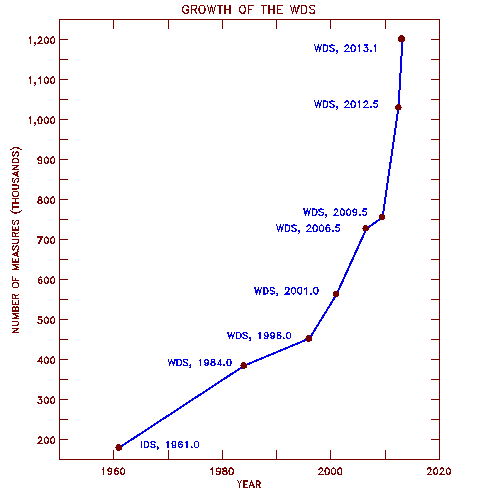 GROWTH OF THE WDS
1,200
1,100
1,000
900
800
700
600
500
400
300
200
NUMBER OF MEASURES (THOUSANDS)
WDS, 2013.1
WDS, 2012.5
WDS, 2009.5
WDS, 2006.5
WDS, 2001.0
WDS, 1996.0
WDS, 1984.0
IDS, 1961.0
1960
1980
2000
2020
YEAR